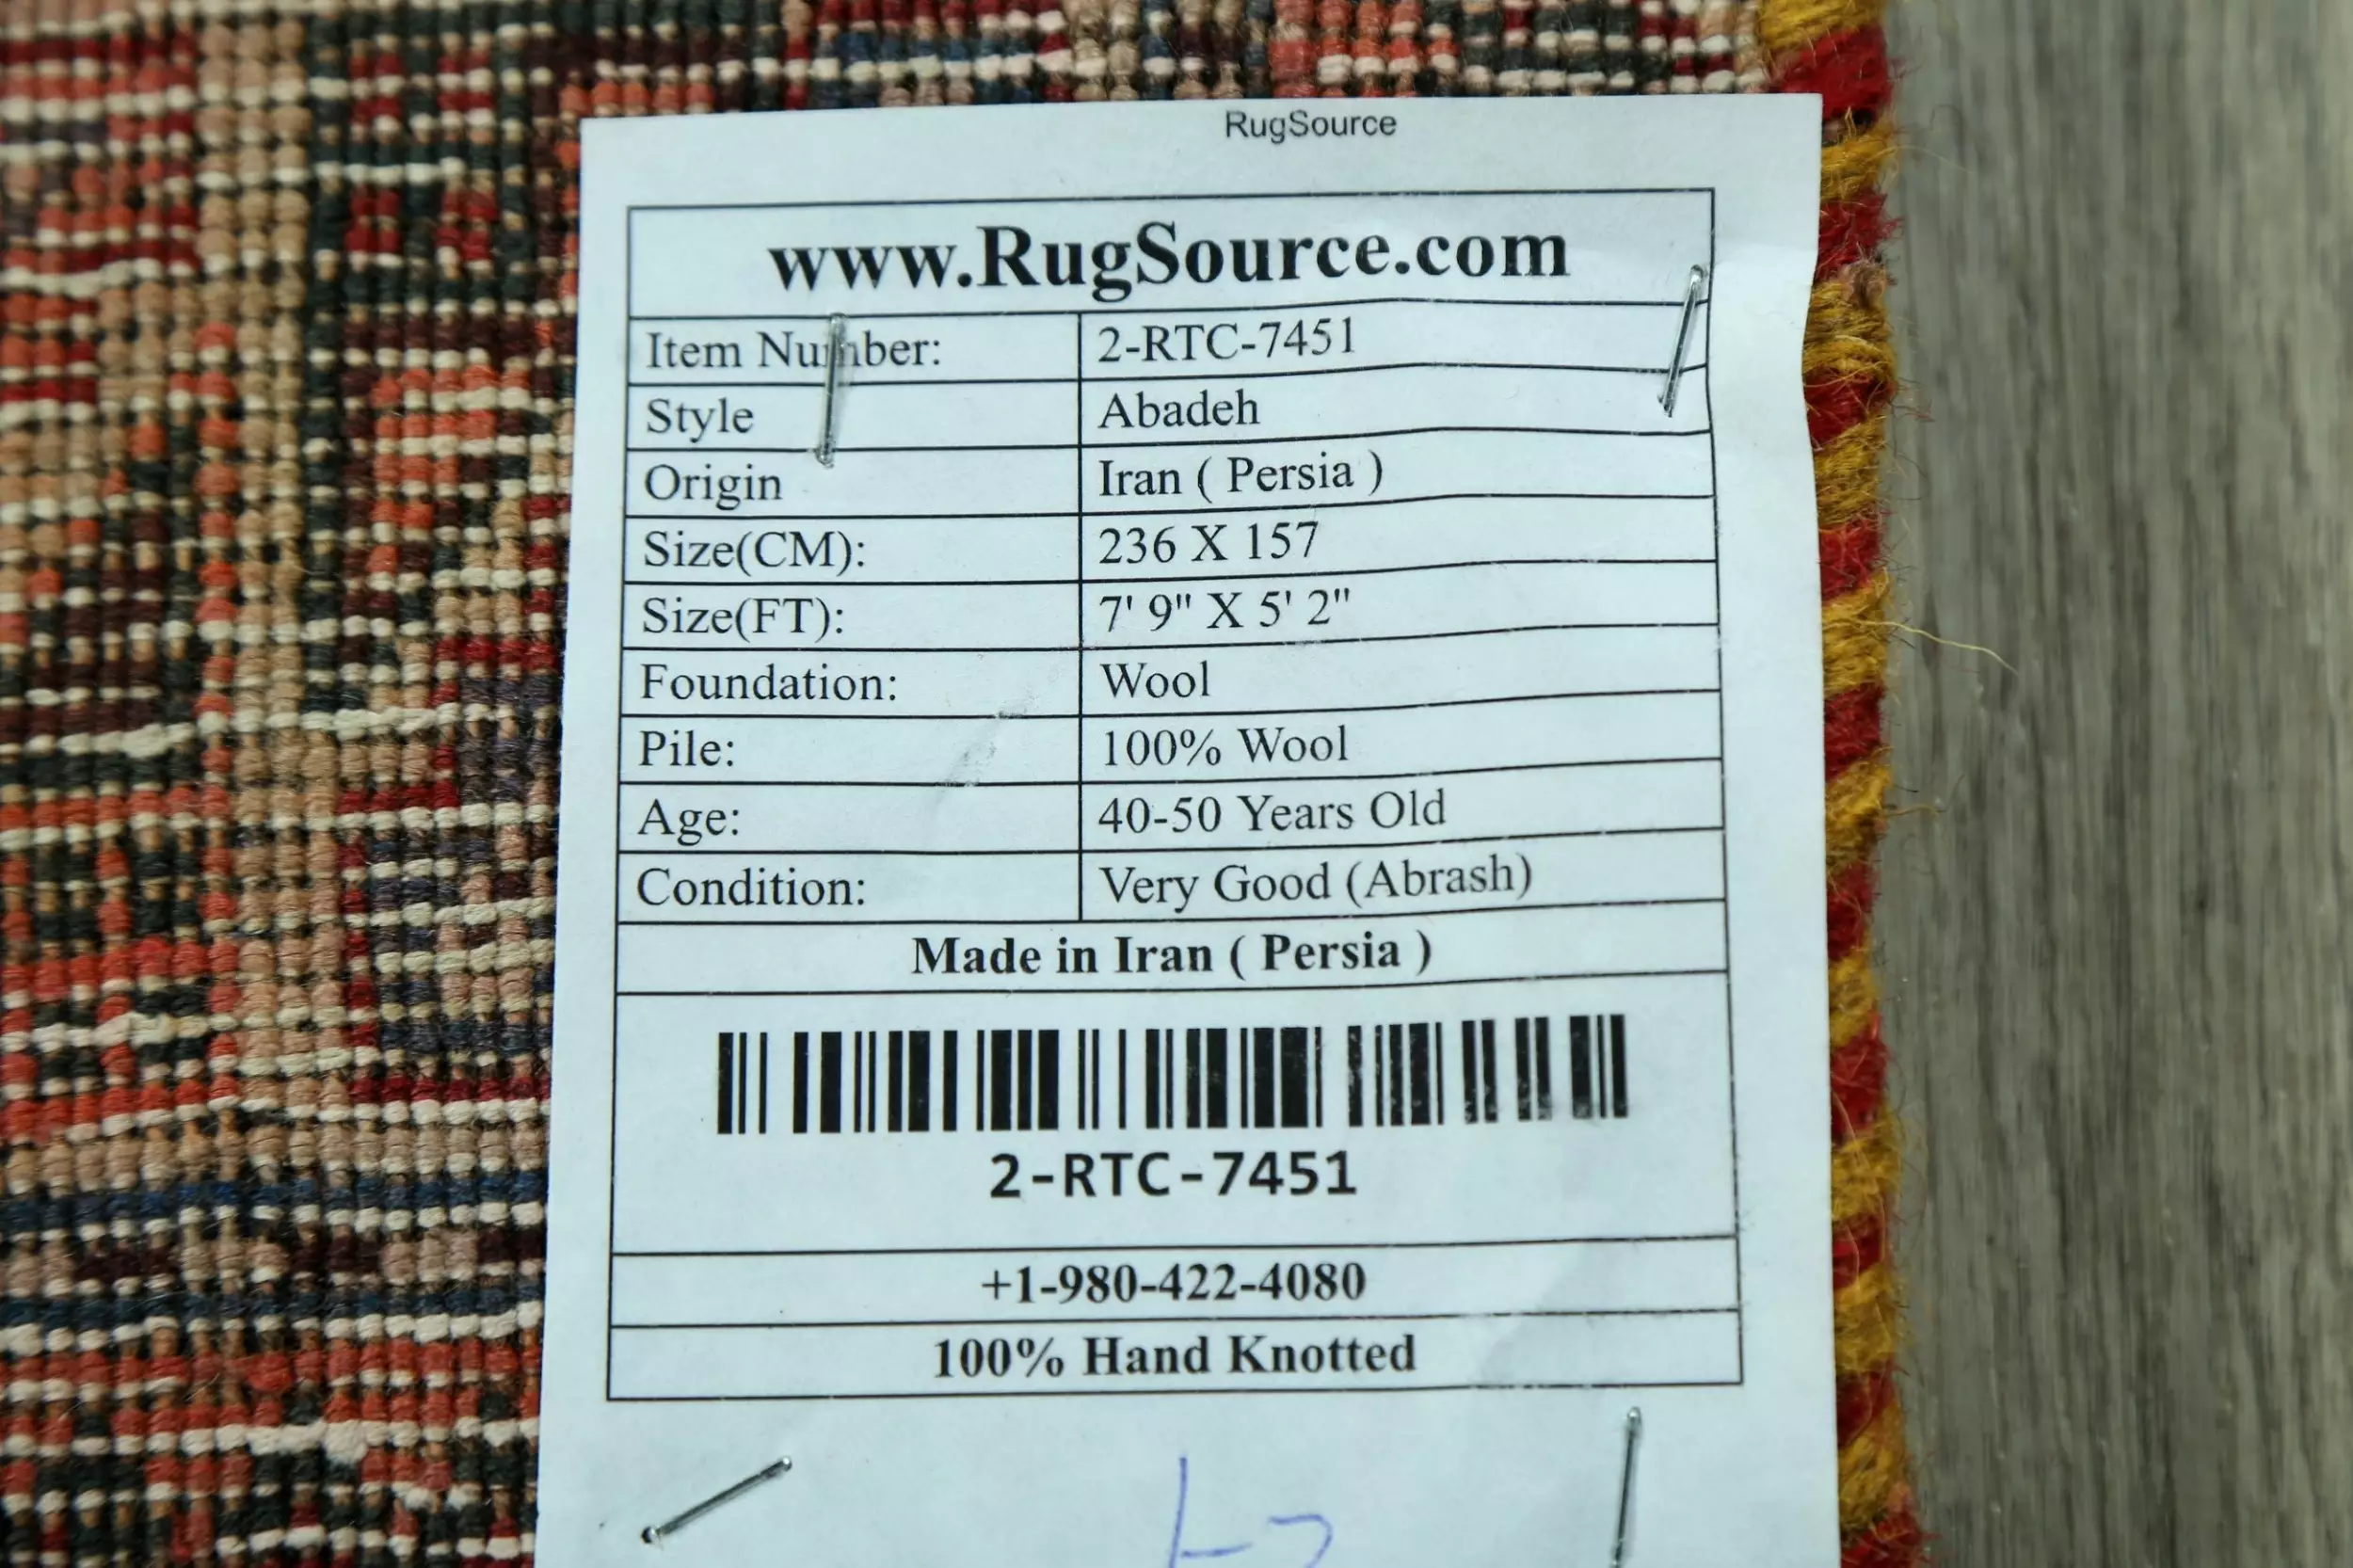 RugSource
www.RugSource.com
Item Number: 2-RTC-7451
Style Abadeh
Origin Iran ( Persia )
Size(CM): 236 X 157
Size(FT): 7' 9" X 5' 2"
Foundation: Wool
Pile: 100% Wool
Age: 40-50 Years Old
Condition: Very Good (Abrash)
Made in Iran ( Persia )
2-RTC-7451
+1-980-422-4080
100% Hand Knotted